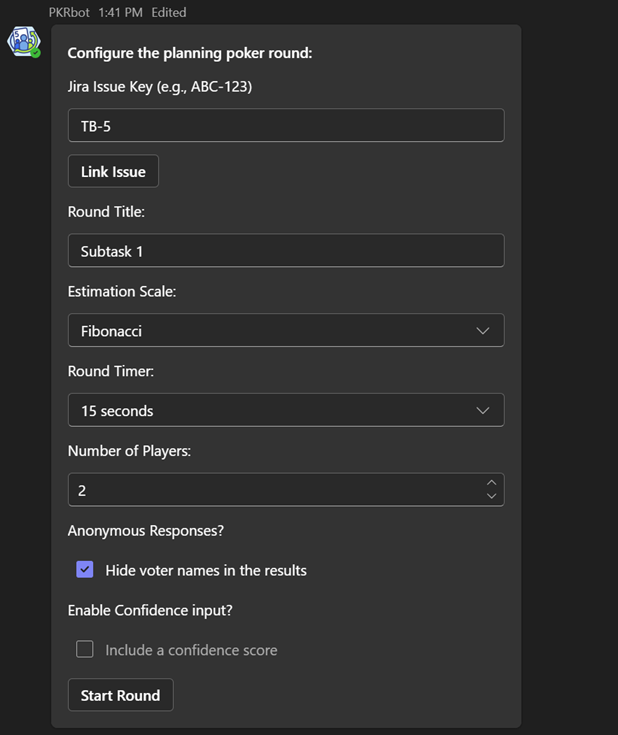 PKRbot 1:41 PM Edited
Configure the planning poker round:
Jira Issue Key (e.g., ABC-123)
TB-5
Link Issue
Round Title:
Subtask 1
Estimation Scale:
Fibonacci
Round Timer:
15 seconds
Number of Players:
2
Anonymous Responses?
Hide voter names in the results
Enable Confidence input?
Include a confidence score
Start Round